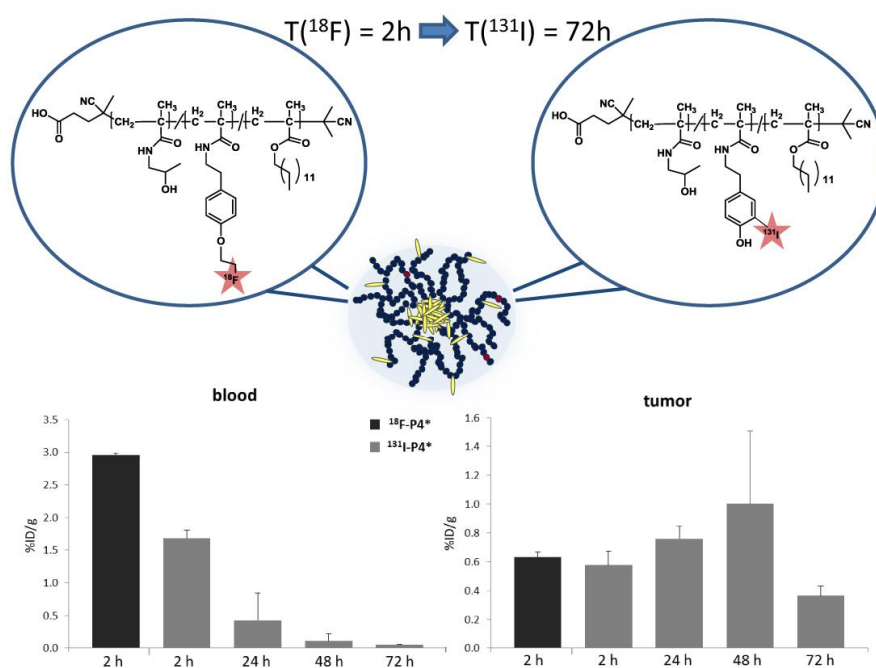 T(¹⁸F) = 2h T(¹³¹I) = 72h
HO
O
CN
CH₂
CH₃
H₂
C
CH₃
H₂
C
CH₃
CN
HN
O
HN
O
O
O
OH
11
O
¹⁸F
HO
O
CN
CH₂
CH₃
H₂
C
CH₃
H₂
C
CH₃
CN
HN
O
HN
O
O
O
OH
11
OH
¹³¹I
blood
%ID/g
3.5
3.0
2.5
2.0
1.5
1.0
0.5
0.0
2 h 2 h 24 h 48 h 72 h
¹⁸F-P4*
¹³¹I-P4*
tumor
%ID/g
1.6
1.4
1.2
1.0
0.8
0.6
0.4
0.2
0.0
2 h 2 h 24 h 48 h 72 h